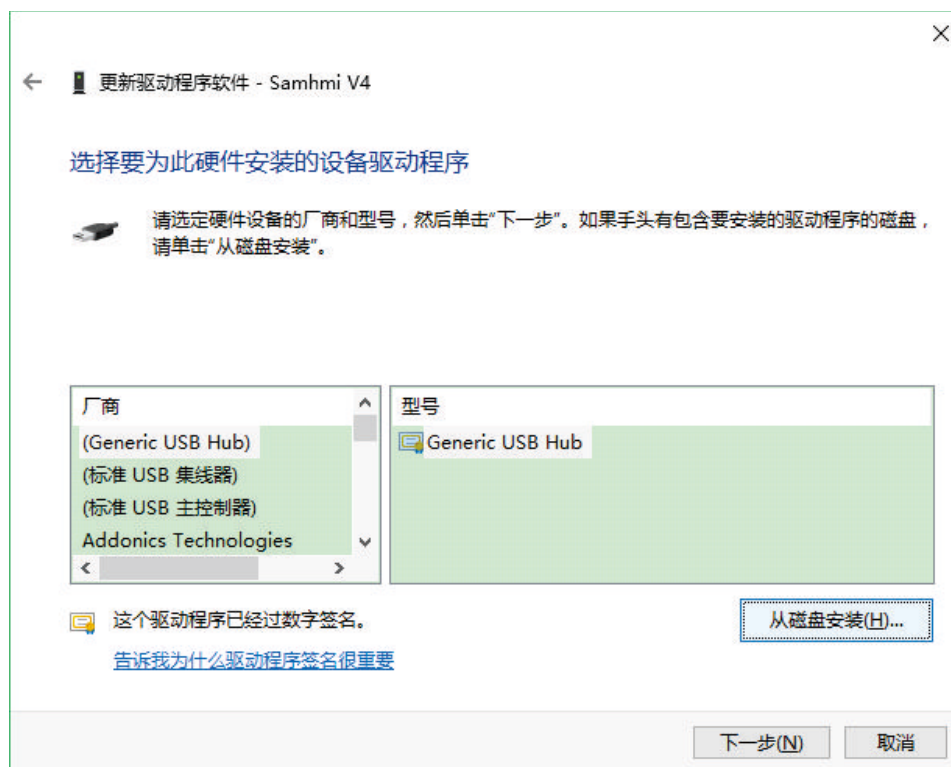 更新驱动程序软件 - Samhmi V4
选择要为此硬件安装的设备驱动程序
请选定硬件设备的厂商和型号，然后单击“下一步”。如果手头有包含要安装的驱动程序的磁盘，
请单击“从磁盘安装”。
厂商
型号
(Generic USB Hub)
Generic USB Hub
(标准 USB 集线器)
(标准 USB 主控制器)
Addonics Technologies
这个驱动程序已经过数字签名。
从磁盘安装(H)...
告诉我为什么驱动程序签名很重要
下一步(N)
取消